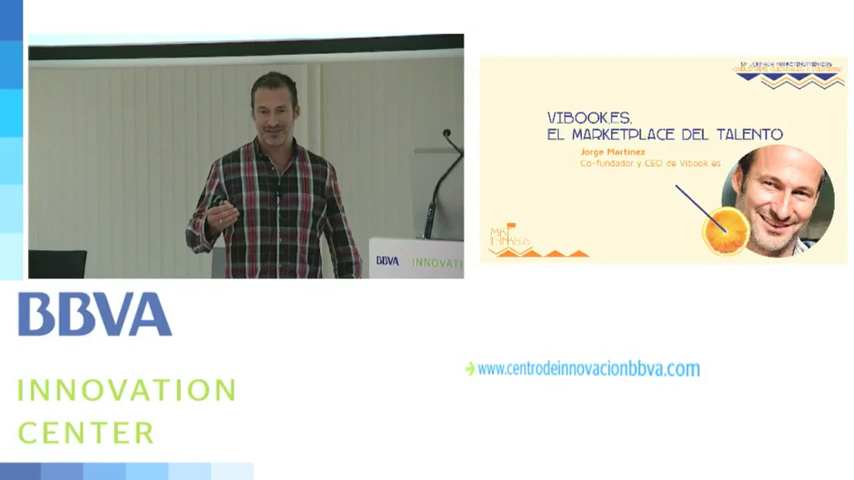 VIBOOK.ES,
EL MARKETPLACE DEL TALENTO
Jorge Martínez
Co-fundador y CEO de Vibook.es
BBVA INNOVATI
BBVA
INNOVATION
CENTER
www.centrodeinnovacionbbva.com